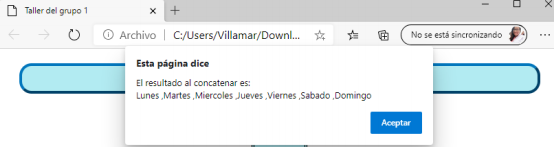 Taller del grupo 1
Archivo | C:/Users/Villamar/Downl...
No se está sincronizando
Esta página dice
El resultado al concatenar es:
Lunes ,Martes ,Miercoles ,Jueves ,Viernes ,Sabado ,Domingo
Aceptar